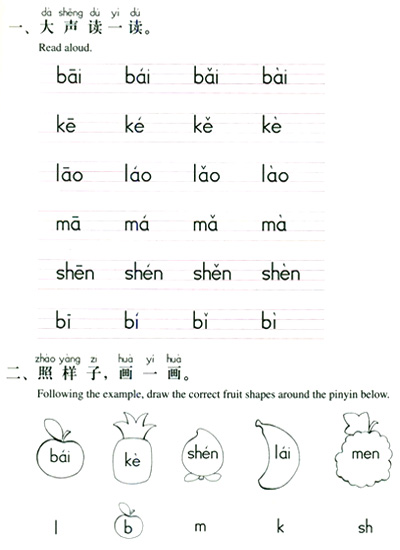 dà shēng dú yi dú
一、大声读一读。
Read aloud.
bāi bái bǎi bài
kē ké kě kè
lāo láo lǎo lào
mā má mǎ mà
shēn shén shěn shèn
bī bí bǐ bì
zhào yàng zi huà yi huà
二、照样子，画一画。
Following the example, draw the correct fruit shapes around the pinyin below.
bái kè shén lái men
l b m k sh